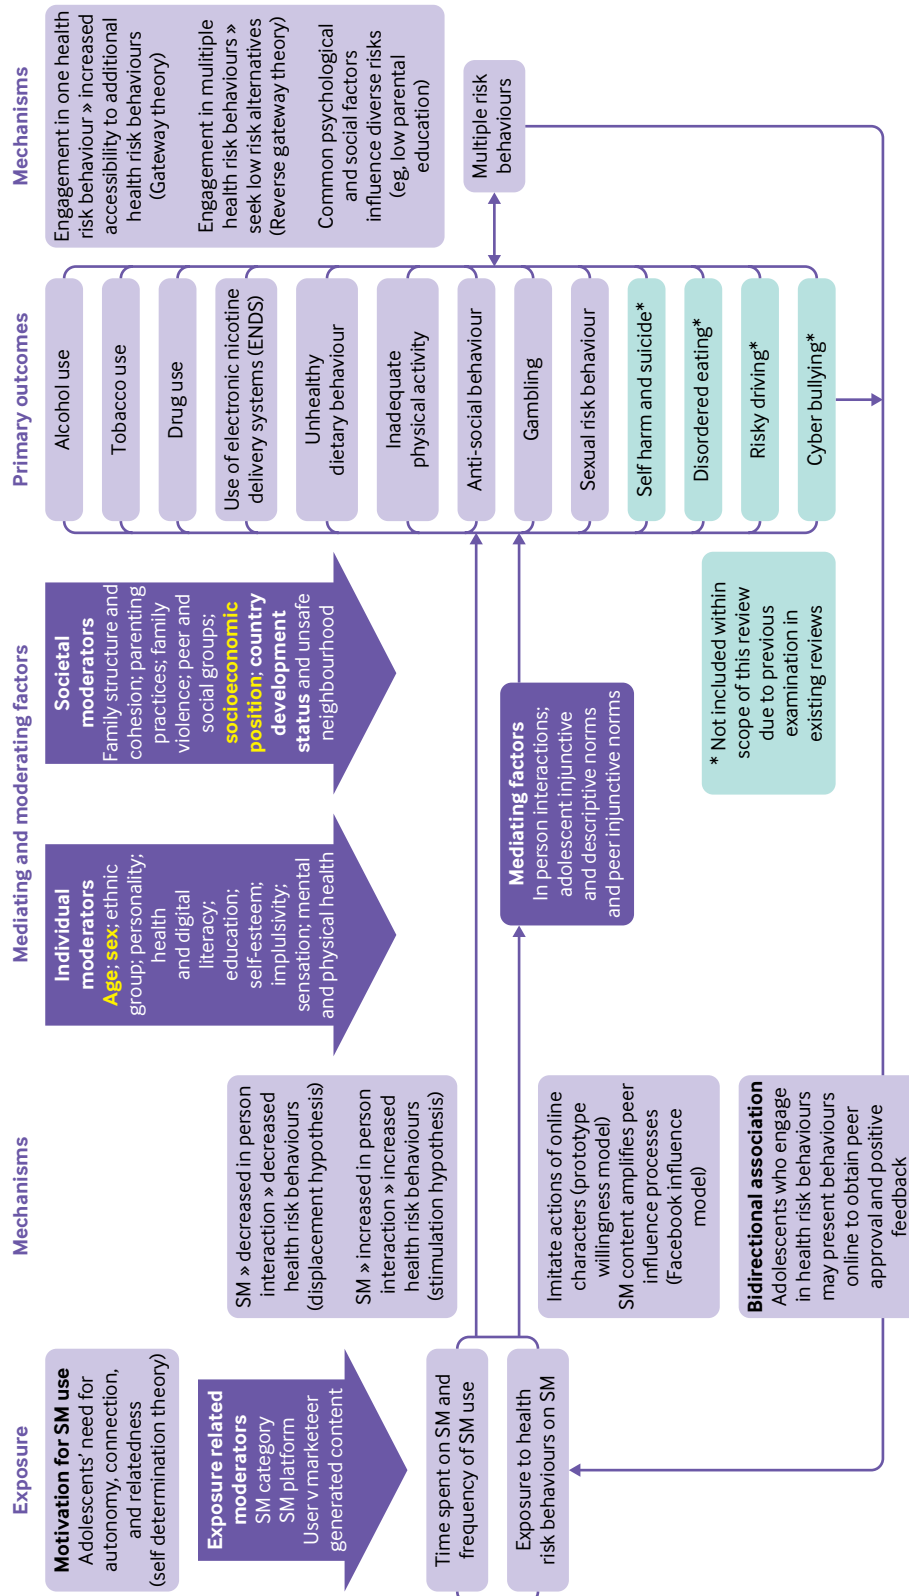 Exposure
Mechanisms
Mediating and moderating factors
Primary outcomes
Mechanisms
Motivation for SM use
Adolescents' need for
autonomy, connection,
and relatedness
(self determination theory)
Exposure related
moderators
SM category
SM platform
User v marketeer
generated content
Time spent on SM and
frequency of SM use
Exposure to health
risk behaviours on SM
SM » decreased in person
interaction » decreased
health risk behaviours
(displacement hypothesis)
SM » increased in person
interaction » increased
health risk behaviours
(stimulation hypothesis)
Imitate actions of online
characters (prototype
willingness model)
SM content amplifies peer
influence processes
(Facebook influence
model)
Bidirectional association
Adolescents who engage
in health risk behaviours
may present behaviours
online to obtain peer
approval and positive
feedback
Individual
moderators
Age; sex; ethnic
group; personality;
health
and digital
literacy;
education;
self-esteem;
implulsivity;
sensation; mental
and physical health
Societal
moderators
Family structure and
cohesion; parenting
practices; family
violence; peer and
social groups;
socioeconomic
position; country
development
status and unsafe
neighbourhood
Mediating factors
In person interactions;
adolescent injunctive
and descriptive norms
and peer injunctive norms
* Not included within
scope of this review
due to previous
examination in
existing reviews
Alcohol use
Tobacco use
Drug use
Use of electronic nicotine
delivery systems (ENDS)
Unhealthy
dietary behaviour
Inadequate
physical activity
Anti-social behaviour
Gambling
Sexual risk behaviour
Self harm and suicide*
Disordered eating*
Risky driving*
Cyber bullying*
Engagement in one health
risk behaviour » increased
accessibility to additional
health risk behaviours
(Gateway theory)
Engagement in mulitiple
health risk behaviours »
seek low risk alternatives
(Reverse gateway theory)
Common psychological
and social factors
influence diverse risks
(eg, low parental
education)
Multiple risk
behaviours